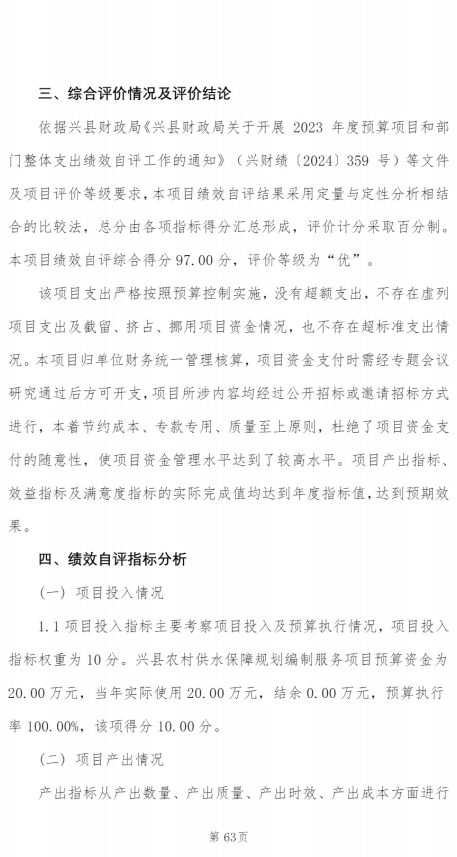 三、综合评价情况及评价结论
依据兴县财政局《兴县财政局关于开展 2023 年度预算项目和部
门整体支出绩效自评工作的通知》（兴财绩〔2024〕359 号）等文件
及项目评价等级要求，本项目绩效自评结果采用定量与定性分析相结
合的比较法，总分由各项指标得分汇总形成，评价计分采取百分制。
本项目绩效自评综合得分 97.00 分，评价等级为“优”。
该项目支出严格按照预算控制实施，没有超额支出，不存在虚列
项目支出及截留、挤占、挪用项目资金情况，也不存在超标准支出情
况。本项目归单位财务统一管理核算，项目资金支付时需经专题会议
研究通过后方可开支，项目所涉内容均经过公开招标或邀请招标方式
进行，本着节约成本、专款专用、质量至上原则，杜绝了项目资金支
付的随意性，使项目资金管理水平达到了较高水平。项目产出指标、
效益指标及满意度指标的实际完成值均达到年度指标值，达到预期效
果。
四、绩效自评指标分析
(一) 项目投入情况
1.1 项目投入指标主要考察项目投入及预算执行情况，项目投入
指标权重为 10 分。兴县农村供水保障规划编制服务项目预算资金为
20.00 万元，当年实际使用 20.00 万元，结余 0.00 万元，预算执行
率 100.00%，该项得分 10.00 分。
(二) 项目产出情况
产出指标从产出数量、产出质量、产出时效、产出成本方面进行
第 63页